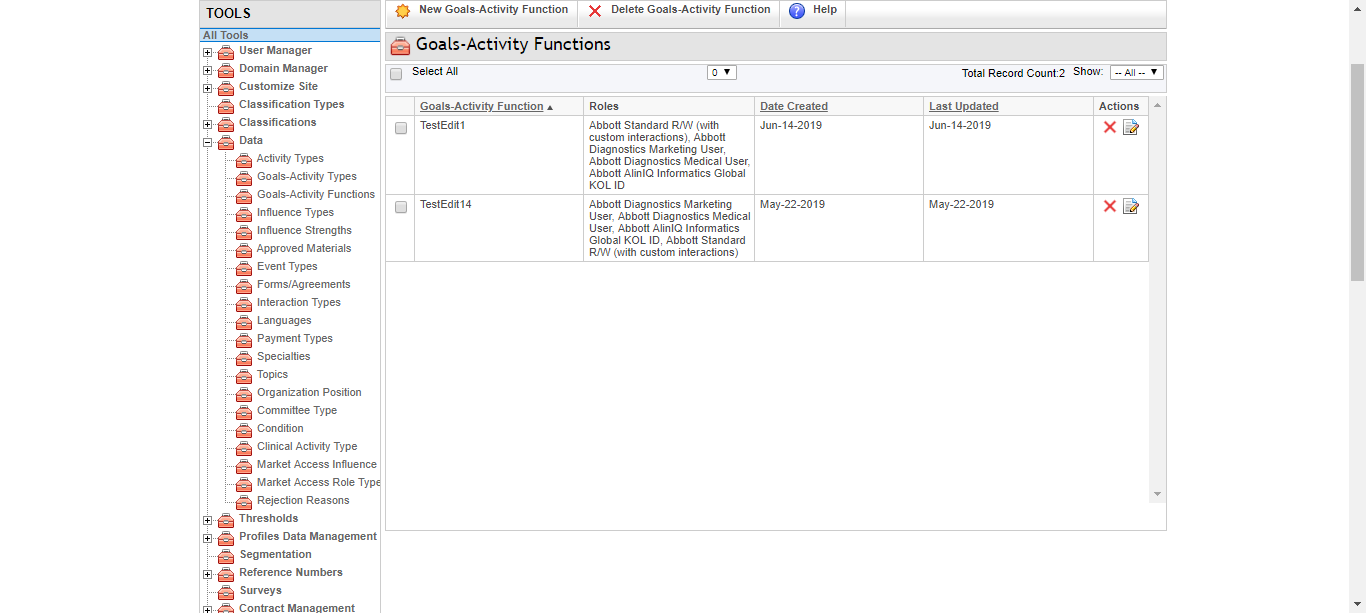 TOOLS
All Tools
User Manager
Domain Manager
Customize Site
Classification Types
Classifications
Data
Activity Types
Goals-Activity Types
Goals-Activity Functions
Influence Types
Influence Strengths
Approved Materials
Event Types
Forms/Agreements
Interaction Types
Languages
Payment Types
Specialties
Topics
Organization Position
Committee Type
Condition
Clinical Activity Type
Market Access Influence
Market Access Role Type
Rejection Reasons
Thresholds
Profiles Data Management
Segmentation
Reference Numbers
Surveys
Contract Management
New Goals-Activity Function
Delete Goals-Activity Function
Help
Goals-Activity Functions
Select All
0
Total Record Count:2
Show:
-- All --
Goals-Activity Function
Roles
Date Created
Last Updated
Actions
TestEdit1
Abbott Standard R/W (with
custom interactions), Abbott
Diagnostics Marketing User,
Abbott Diagnostics Medical User,
Abbott AlinIQ Informatics Global
KOL ID
Jun-14-2019
Jun-14-2019
TestEdit14
Abbott Diagnostics Marketing
User, Abbott Diagnostics Medical
User, Abbott AlinIQ Informatics
Global KOL ID, Abbott Standard
R/W (with custom interactions)
May-22-2019
May-22-2019